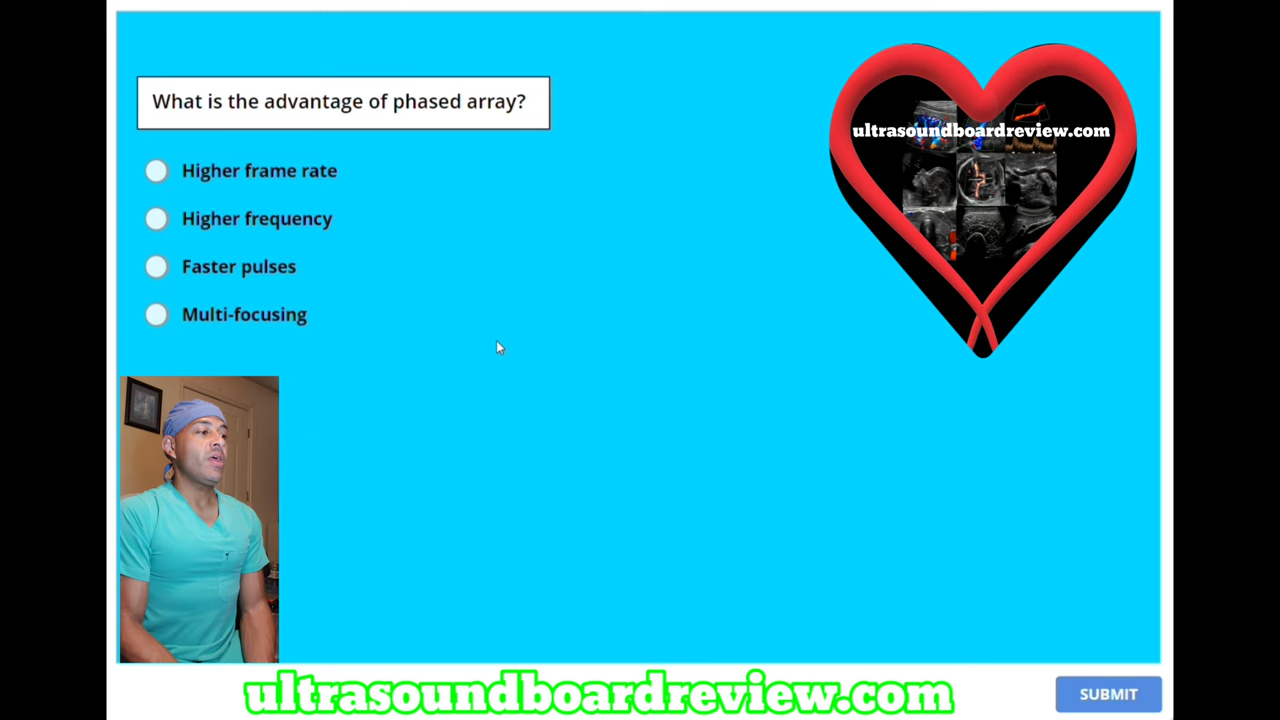 What is the advantage of phased array?
ultrasoundboardreview.com
Higher frame rate
Higher frequency
Faster pulses
Multi-focusing
ultrasoundboardreview.com
SUBMIT